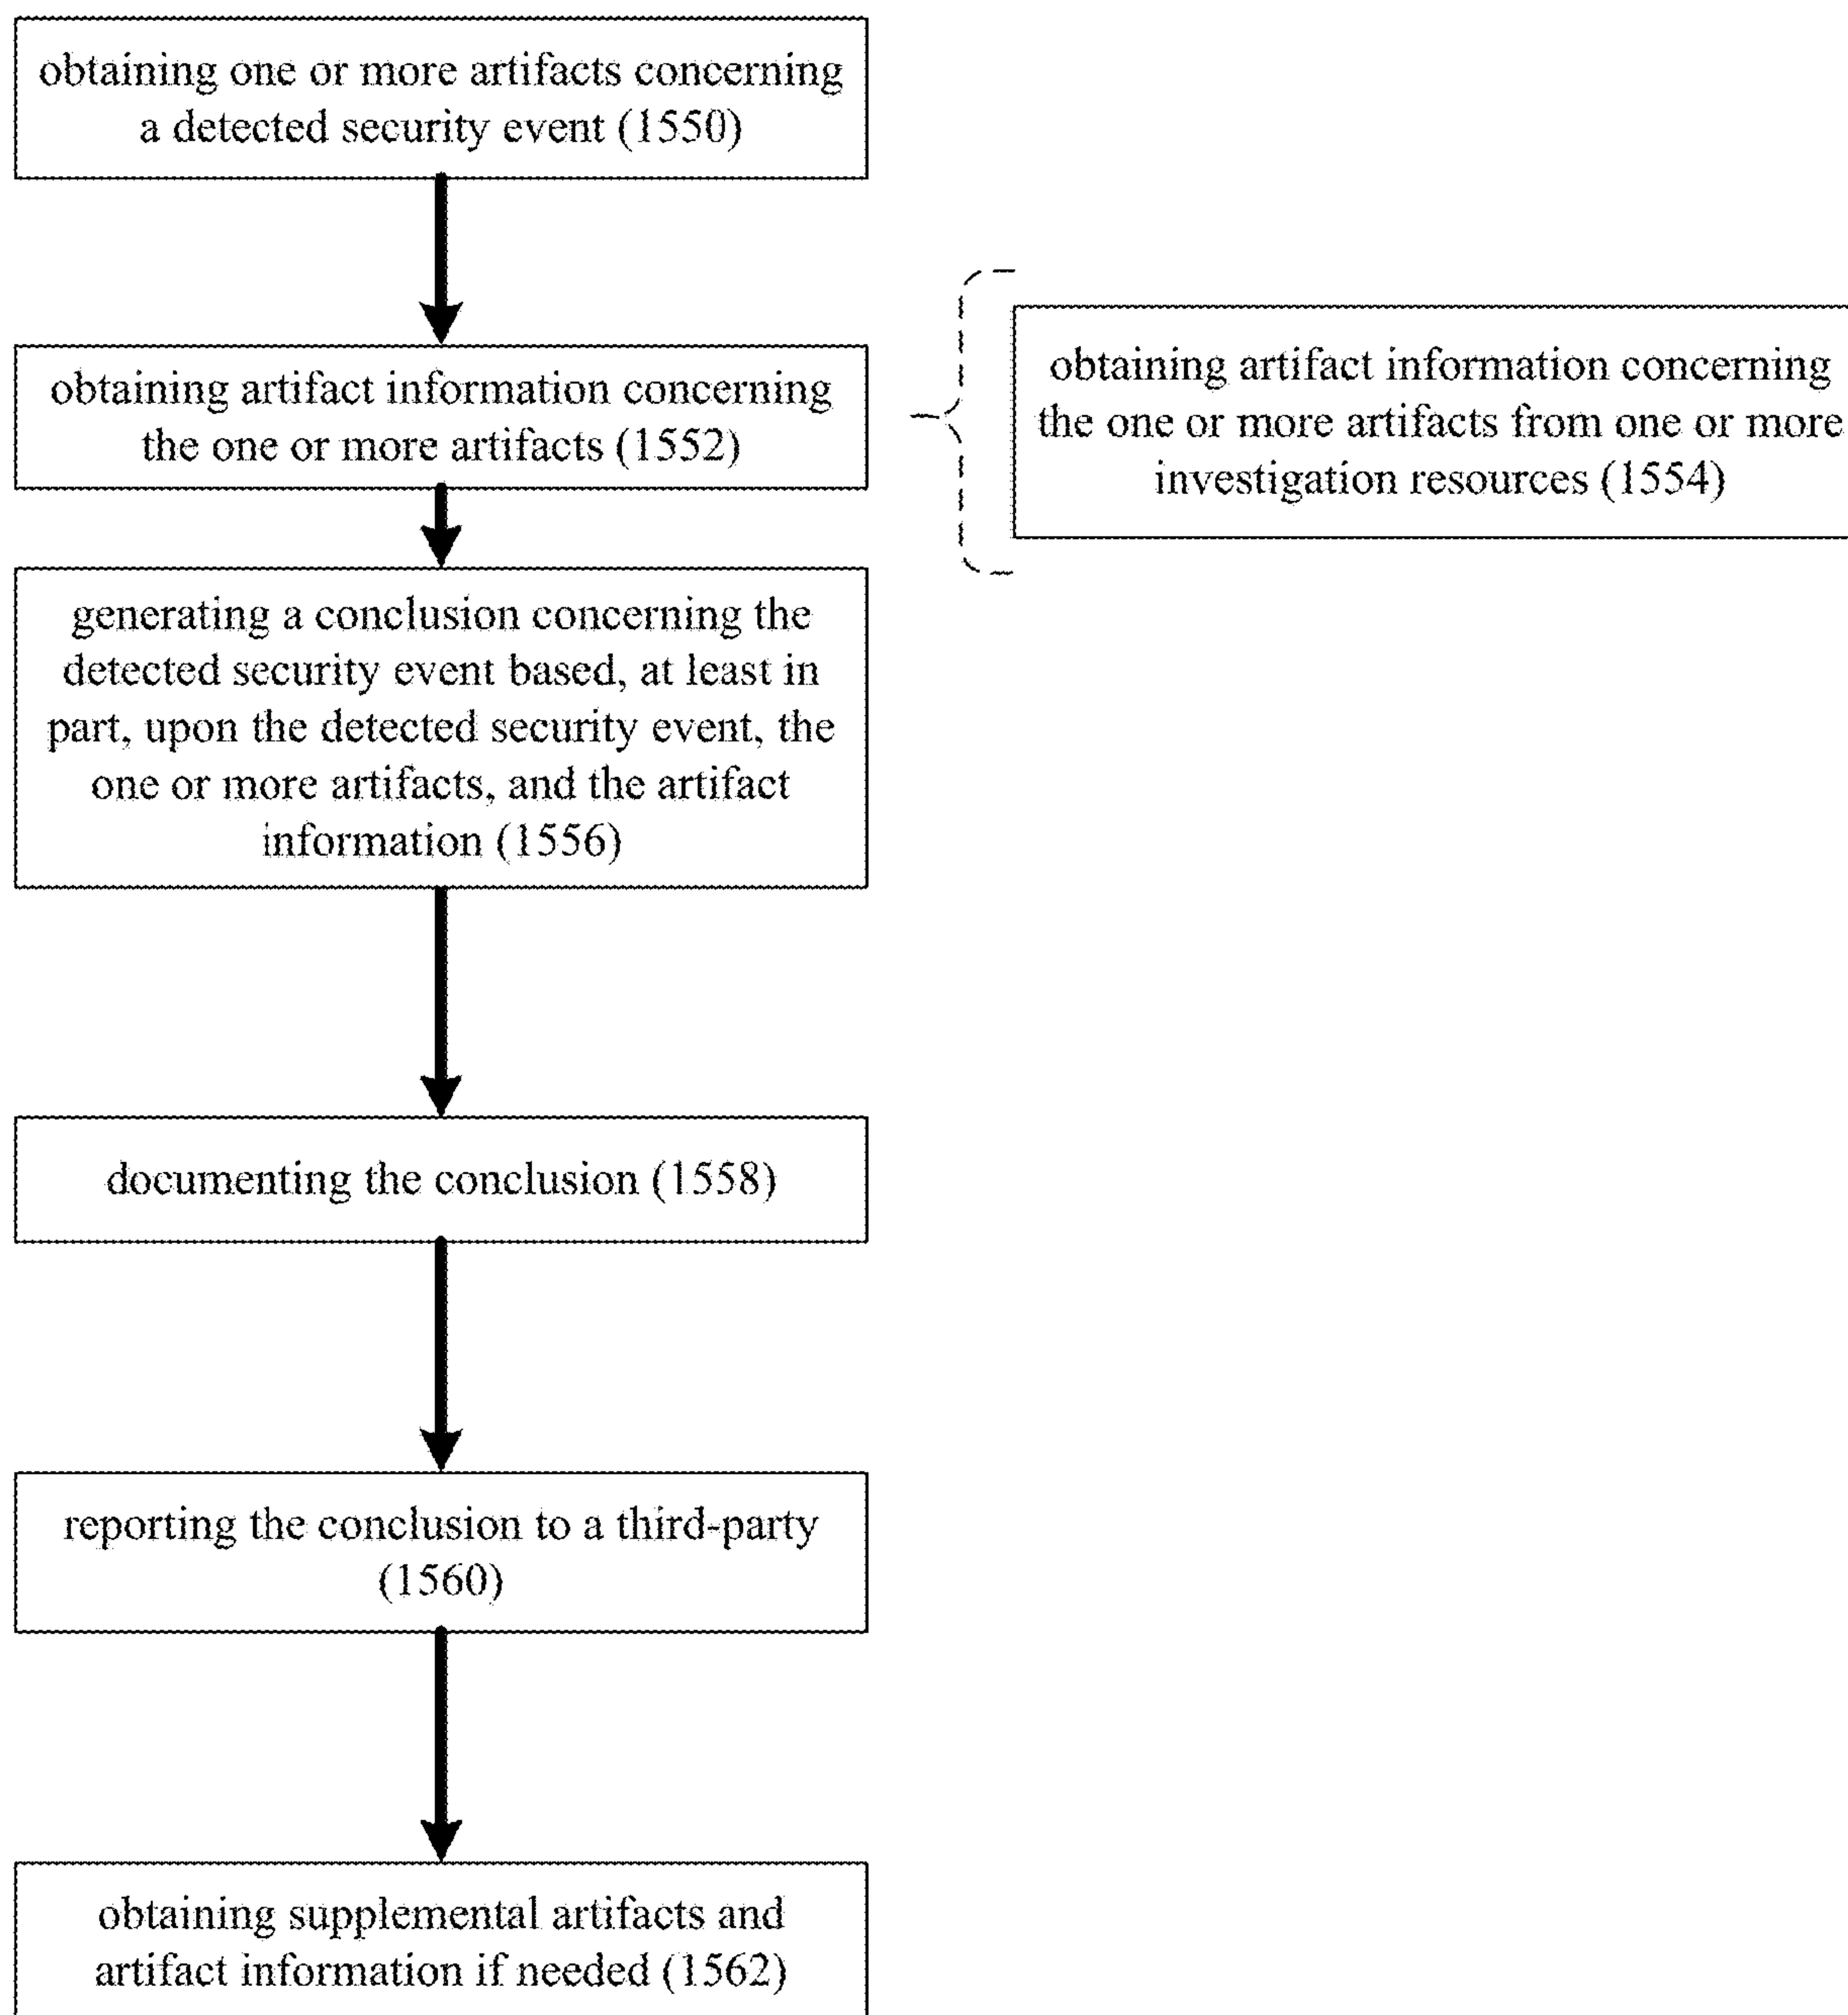 obtaining one or more artifacts concerning
a detected security event (1550)
obtaining artifact information concerning
the one or more artifacts (1552)
obtaining artifact information concerning
the one or more artifacts from one or more
investigation resources (1554)
generating a conclusion concerning the
detected security event based, at least in
part, upon the detected security event, the
one or more artifacts, and the artifact
information (1556)
documenting the conclusion (1558)
reporting the conclusion to a third-party
(1560)
obtaining supplemental artifacts and
artifact information if needed (1562)